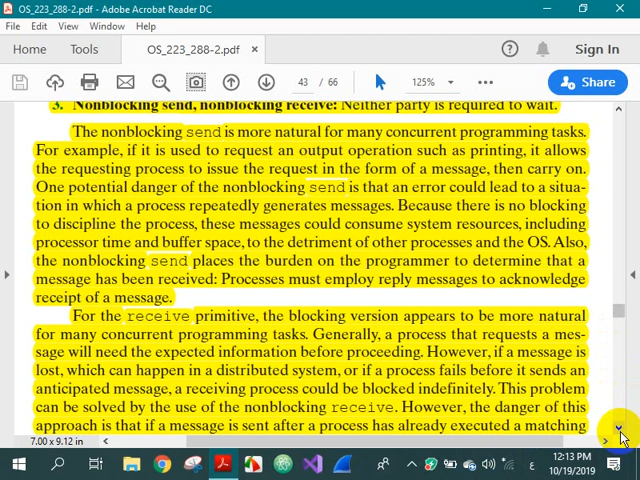 OS_223_288-2.pdf - Adobe Acrobat Reader DC
File Edit View Window Help
Home Tools OS_223_288-2.pdf × Sign In
43 / 66 125% Share
3. Nonblocking send, nonblocking receive: Neither party is required to wait.
The nonblocking send is more natural for many concurrent programming tasks.
For example, if it is used to request an output operation such as printing, it allows
the requesting process to issue the request in the form of a message, then carry on.
One potential danger of the nonblocking send is that an error could lead to a situa-
tion in which a process repeatedly generates messages. Because there is no blocking
to discipline the process, these messages could consume system resources, including
processor time and buffer space, to the detriment of other processes and the OS. Also,
the nonblocking send places the burden on the programmer to determine that a
message has been received: Processes must employ reply messages to acknowledge
receipt of a message.
For the receive primitive, the blocking version appears to be more natural
for many concurrent programming tasks. Generally, a process that requests a mes-
sage will need the expected information before proceeding. However, if a message is
lost, which can happen in a distributed system, or if a process fails before it sends an
anticipated message, a receiving process could be blocked indefinitely. This problem
can be solved by the use of the nonblocking receive. However, the danger of this
approach is that if a message is sent after a process has already executed a matching
7.00 x 9.12 in
ع 12:13 PM
10/19/2019